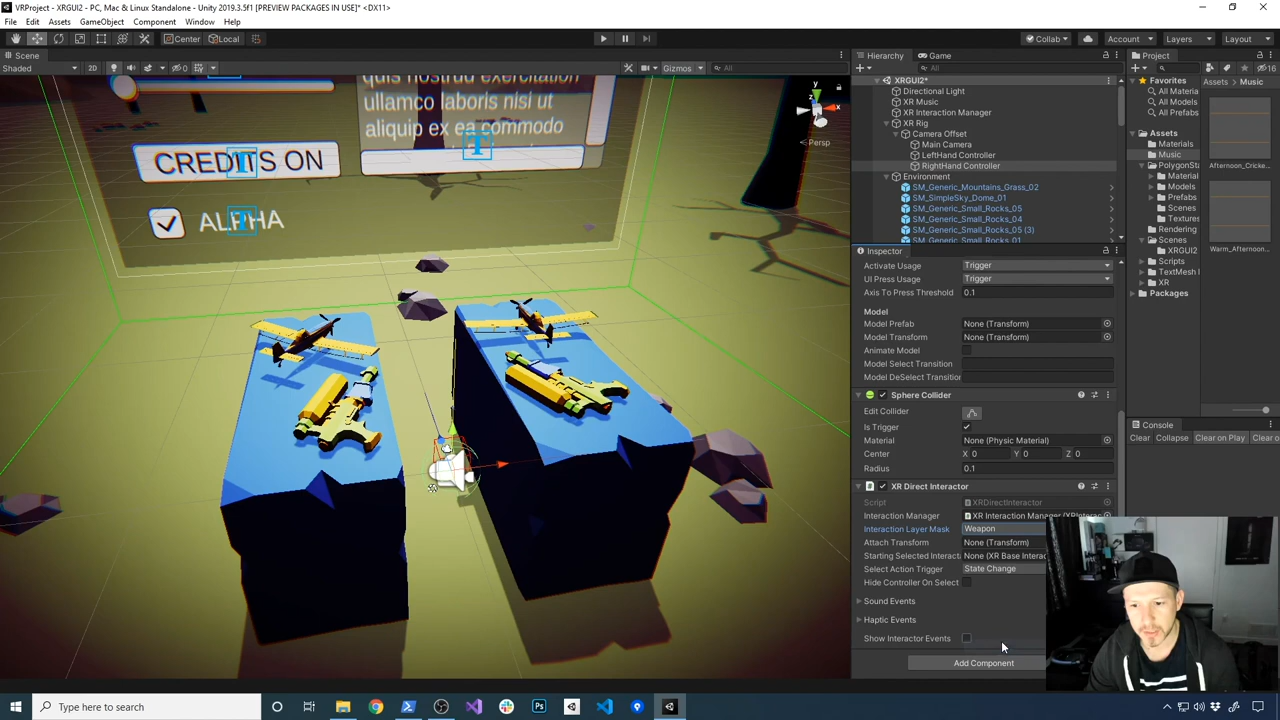 VRProject - XRGUI2 - PC, Mac & Linux Standalone - Unity 2019.3.5f1 [PREVIEW PACKAGES IN USE]* <DX11>
File Edit Assets GameObject Component Window Help
Center Local Collab Account Layers Layout
Scene
Shaded 2D 0 Gizmos All
quis nostrud exercitation
ullamco laboris nisi ut
aliquip ex ea commodo
CREDITS ON
ALPHA
y
x
z
Persp
Hierarchy Game
All
XRGUI2*
Directional Light
XR Music
XR Interaction Manager
XR Rig
Camera Offset
Main Camera
LeftHand Controller
RightHand Controller
Environment
SM_Generic_Mountains_Grass_02
SM_SimpleSky_Dome_01
SM_Generic_Small_Rocks_05
SM_Generic_Small_Rocks_04
SM_Generic_Small_Rocks_05 (3)
SM_Generic_Small_Rocks_01
Inspector
Activate Usage Trigger
UI Press Usage Trigger
Axis To Press Threshold 0.1
Model
Model Prefab None (Transform)
Model Transform None (Transform)
Animate Model
Model Select Transition
Model DeSelect Transition
Sphere Collider
Edit Collider
Is Trigger
Material None (Physic Material)
Center X 0 Y 0 Z 0
Radius 0.1
XR Direct Interactor
Script XRDirectInteractor
Interaction Manager XR Interaction Manager (XRInterac
Interaction Layer Mask Weapon
Attach Transform None (Transform)
Starting Selected Interacta None (XR Base Interac
Select Action Trigger State Change
Hide Controller On Select
Sound Events
Haptic Events
Show Interactor Events
Add Component
Project
16
Favorites
All Materia
All Models
All Prefabs
Assets
Materials
Music
PolygonSta
Material
Models
Prefabs
Scenes
Textures
Rendering
Scenes
XRGUI2
Scripts
TextMesh I
XR
Packages
Assets > Music
Afternoon_Cricke...
Warm_Afternoon...
Console
Clear Collapse Clear on Play Clear o
Type here to search